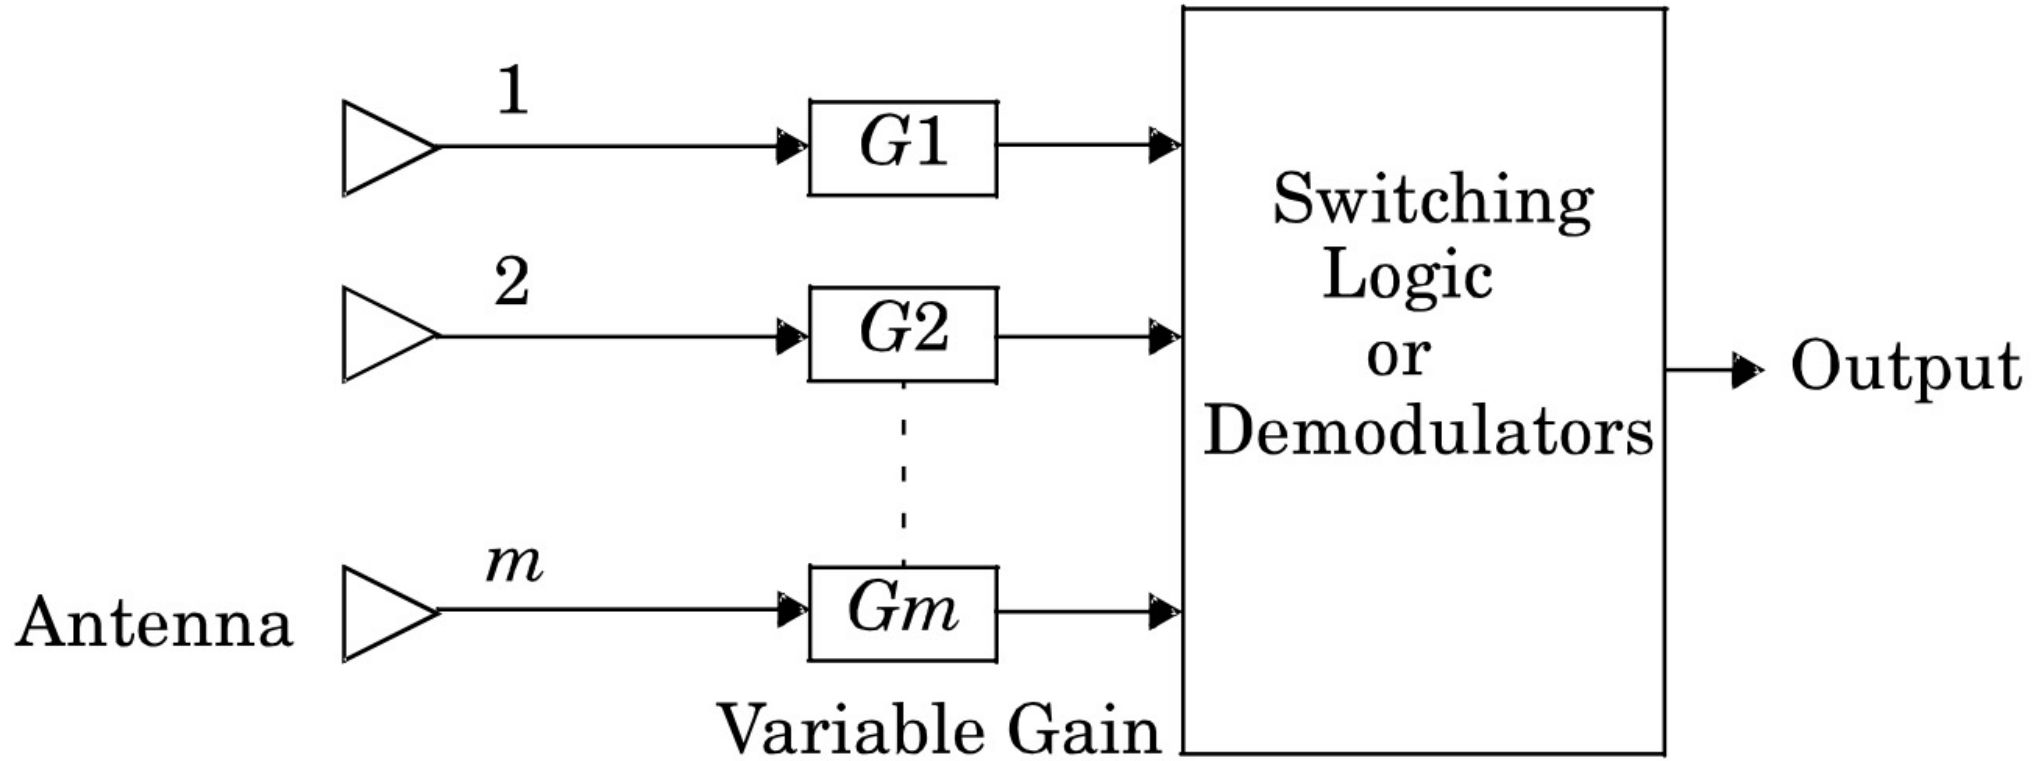 1
G1
2
G2
Switching
Logic
or
Demodulators
Output
m
Gm
Antenna
Variable Gain